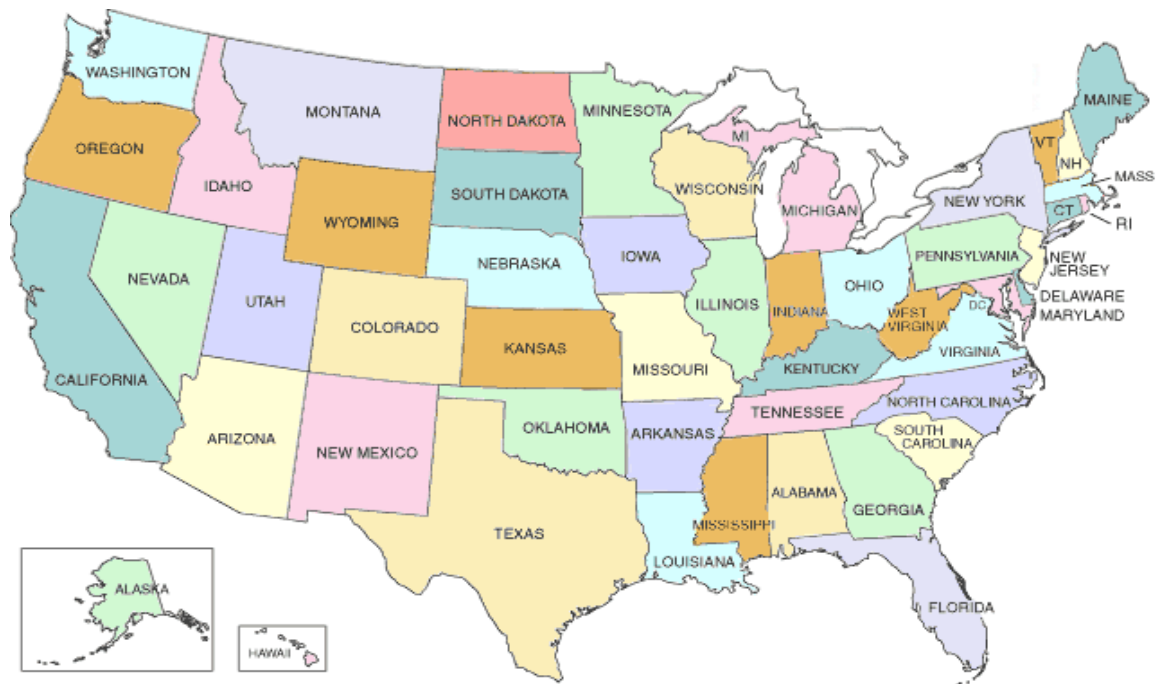 WASHINGTON
MONTANA
NORTH DAKOTA
MINNESOTA
MAINE
OREGON
IDAHO
WYOMING
SOUTH DAKOTA
WISCONSIN
MI
MICHIGAN
VT
NH
MASS
NEW YORK
CT
RI
NEVADA
UTAH
COLORADO
NEBRASKA
IOWA
ILLINOIS
INDIANA
OHIO
PENNSYLVANIA
NEW
JERSEY
DELAWARE
MARYLAND
DC
WEST
VIRGINIA
VIRGINIA
CALIFORNIA
KANSAS
MISSOURI
KENTUCKY
ARIZONA
NEW MEXICO
OKLAHOMA
ARKANSAS
TENNESSEE
NORTH CAROLINA
SOUTH
CAROLINA
TEXAS
LOUISIANA
MISSISSIPPI
ALABAMA
GEORGIA
FLORIDA
ALASKA
HAWAII